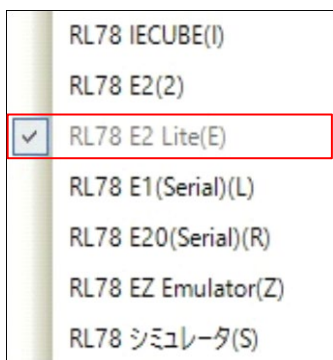 RL78 IECUBE(I)
RL78 E2(2)
RL78 E2 Lite(E)
RL78 E1(Serial)(L)
RL78 E20(Serial)(R)
RL78 EZ Emulator(Z)
RL78 シミュレータ(S)